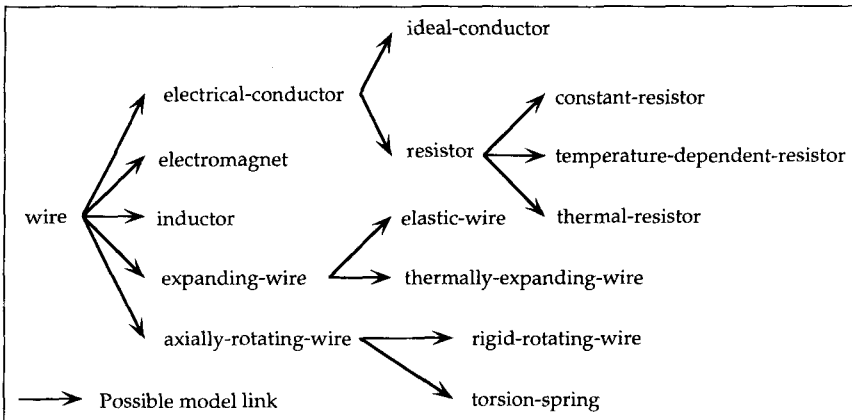 ideal-conductor
electrical-conductor
constant-resistor
electromagnet
resistor
temperature-dependent-resistor
wire
inductor
elastic-wire
thermal-resistor
expanding-wire
thermally-expanding-wire
axially-rotating-wire
rigid-rotating-wire
Possible model link
torsion-spring